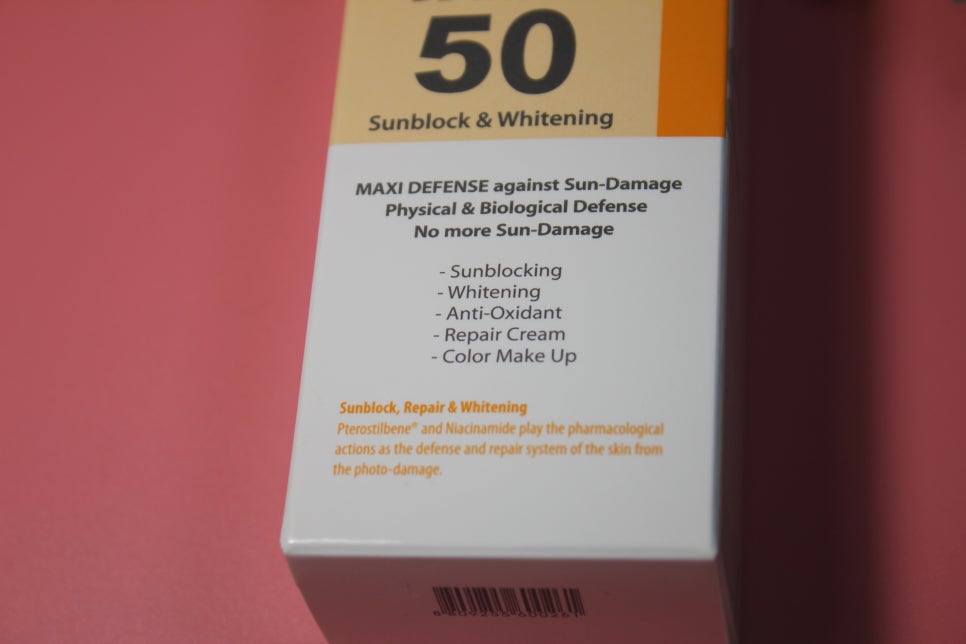 50
Sunblock & Whitening
MAXI DEFENSE against Sun-Damage
Physical & Biological Defense
No more Sun-Damage
- Sunblocking
- Whitening
- Anti-Oxidant
- Repair Cream
- Color Make Up
Sunblock, Repair & Whitening
Pterostilbene® and Niacinamide play the pharmacological
actions as the defense and repair system of the skin from
the photo-damage.